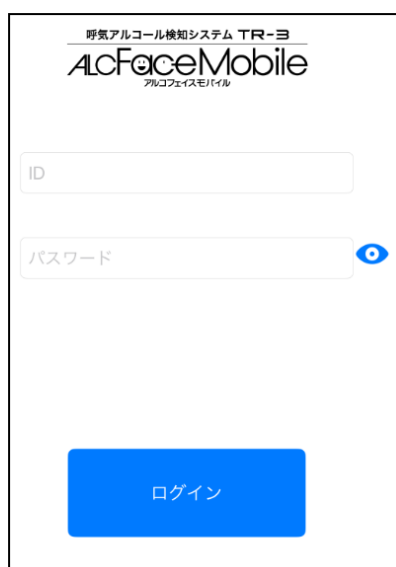 呼気アルコール検知システム TR-3
ALCFaceMobile
アルコフェイスモバイル
ID
パスワード
ログイン